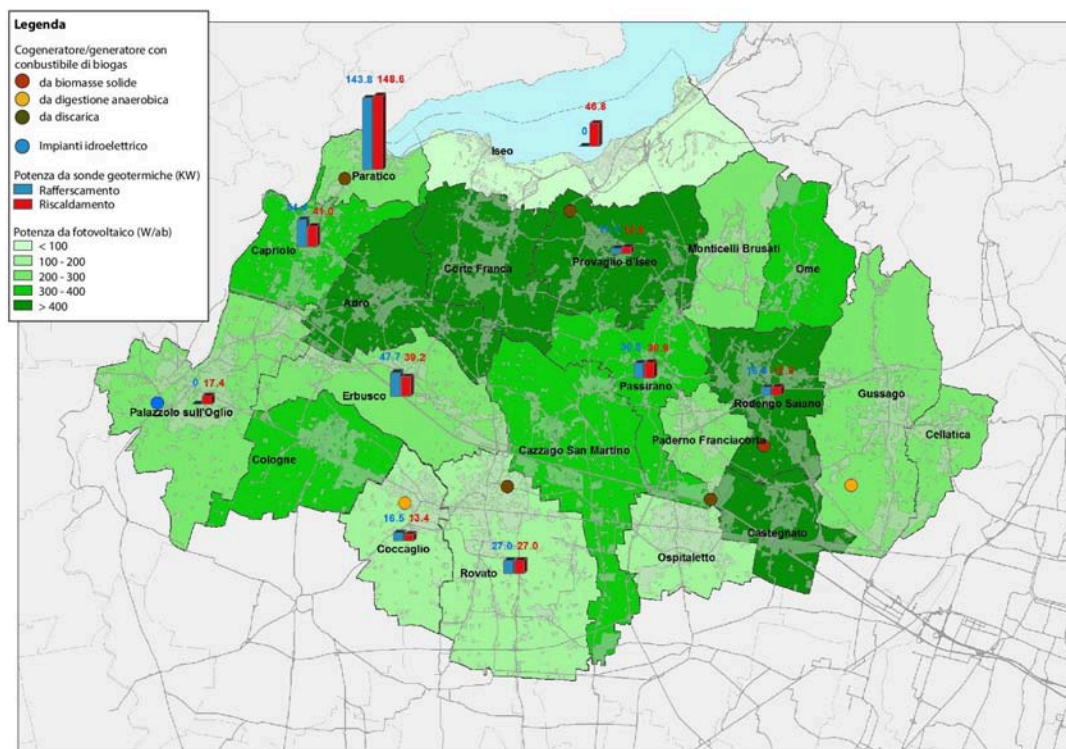 Legenda
Cogeneratore/generatore con
combustibile di biogas
da biomasse solide
da digestione anaerobica
da discarica
Impianti idroelettrico
Potenza da sonde geotermiche (KW)
Rafferscamento
Riscaldamento
Potenza da fotovoltaico (W/ab)
< 100
100 - 200
200 - 300
300 - 400
> 400
143.8 148.6
46.8
0
Iseo
Paratico
41.0
Capriolo
Corte Franca
Provaglio d'Iseo
Monticelli Brusati
Ome
Adro
47.7 39.2
Erbusco
Passirano
0 17.4
Palazzolo sull'Oglio
Rodengo Saiano
Gussago
Cellatica
Paderno Franciacorta
Cazzago San Martino
Cologne
16.5 13.4
Coccaglio
27.0 27.0
Rovato
Ospitaletto
Castegnato